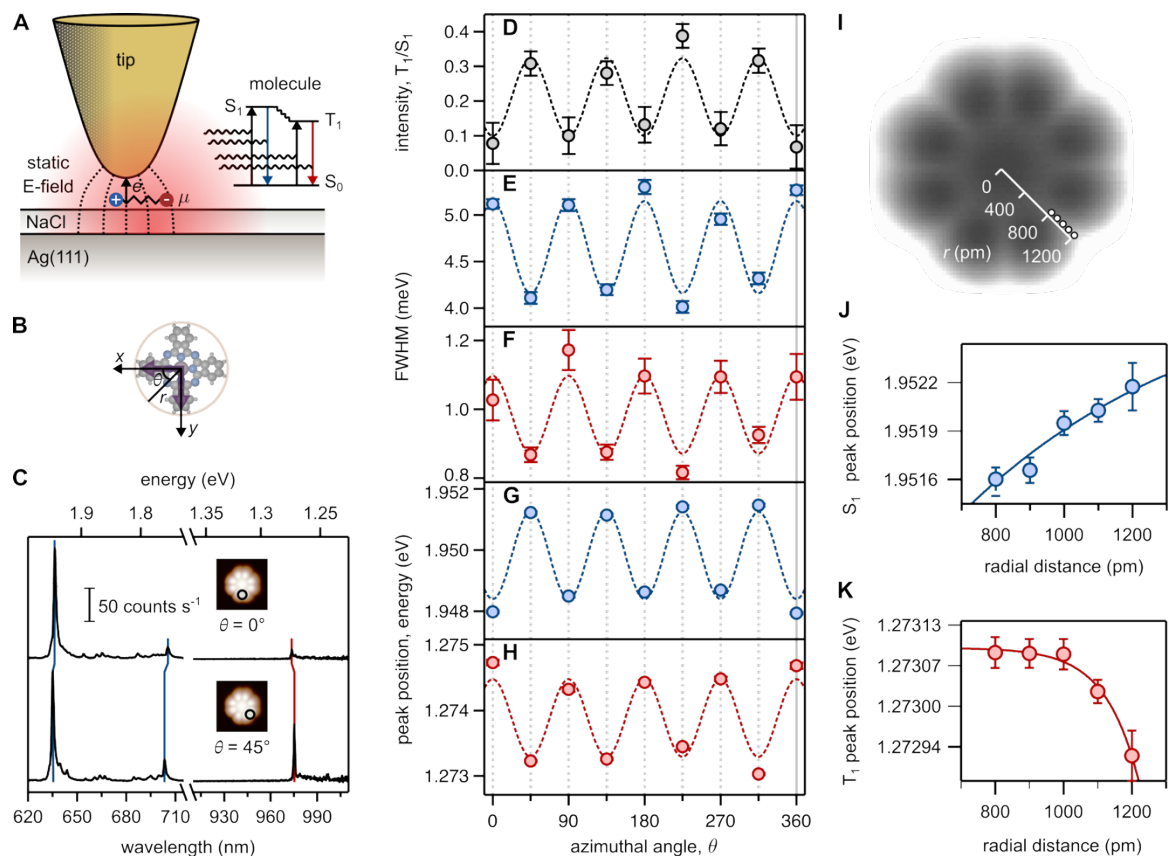 A
tip
molecule
S1
T1
S0
static
E-field
e
+
-
μ
NaCl
Ag(111)
B
x
θ
r
y
C
energy (eV)
1.9
1.8
1.35
1.3
1.25
50 counts s⁻¹
θ = 0°
θ = 45°
620
650
680
710
930
960
990
wavelength (nm)
D
intensity, T1/S1
0.4
0.3
0.2
0.1
0.0
E
FWHM (meV)
5.0
4.5
4.0
F
1.2
1.0
0.8
G
peak position, energy (eV)
1.952
1.950
1.948
H
1.275
1.274
1.273
0
90
180
270
360
azimuthal angle, θ
I
0
400
800
1200
r (pm)
J
S1 peak position (eV)
1.9522
1.9519
1.9516
800
1000
1200
radial distance (pm)
K
T1 peak position (eV)
1.27313
1.27307
1.27300
1.27294
800
1000
1200
radial distance (pm)